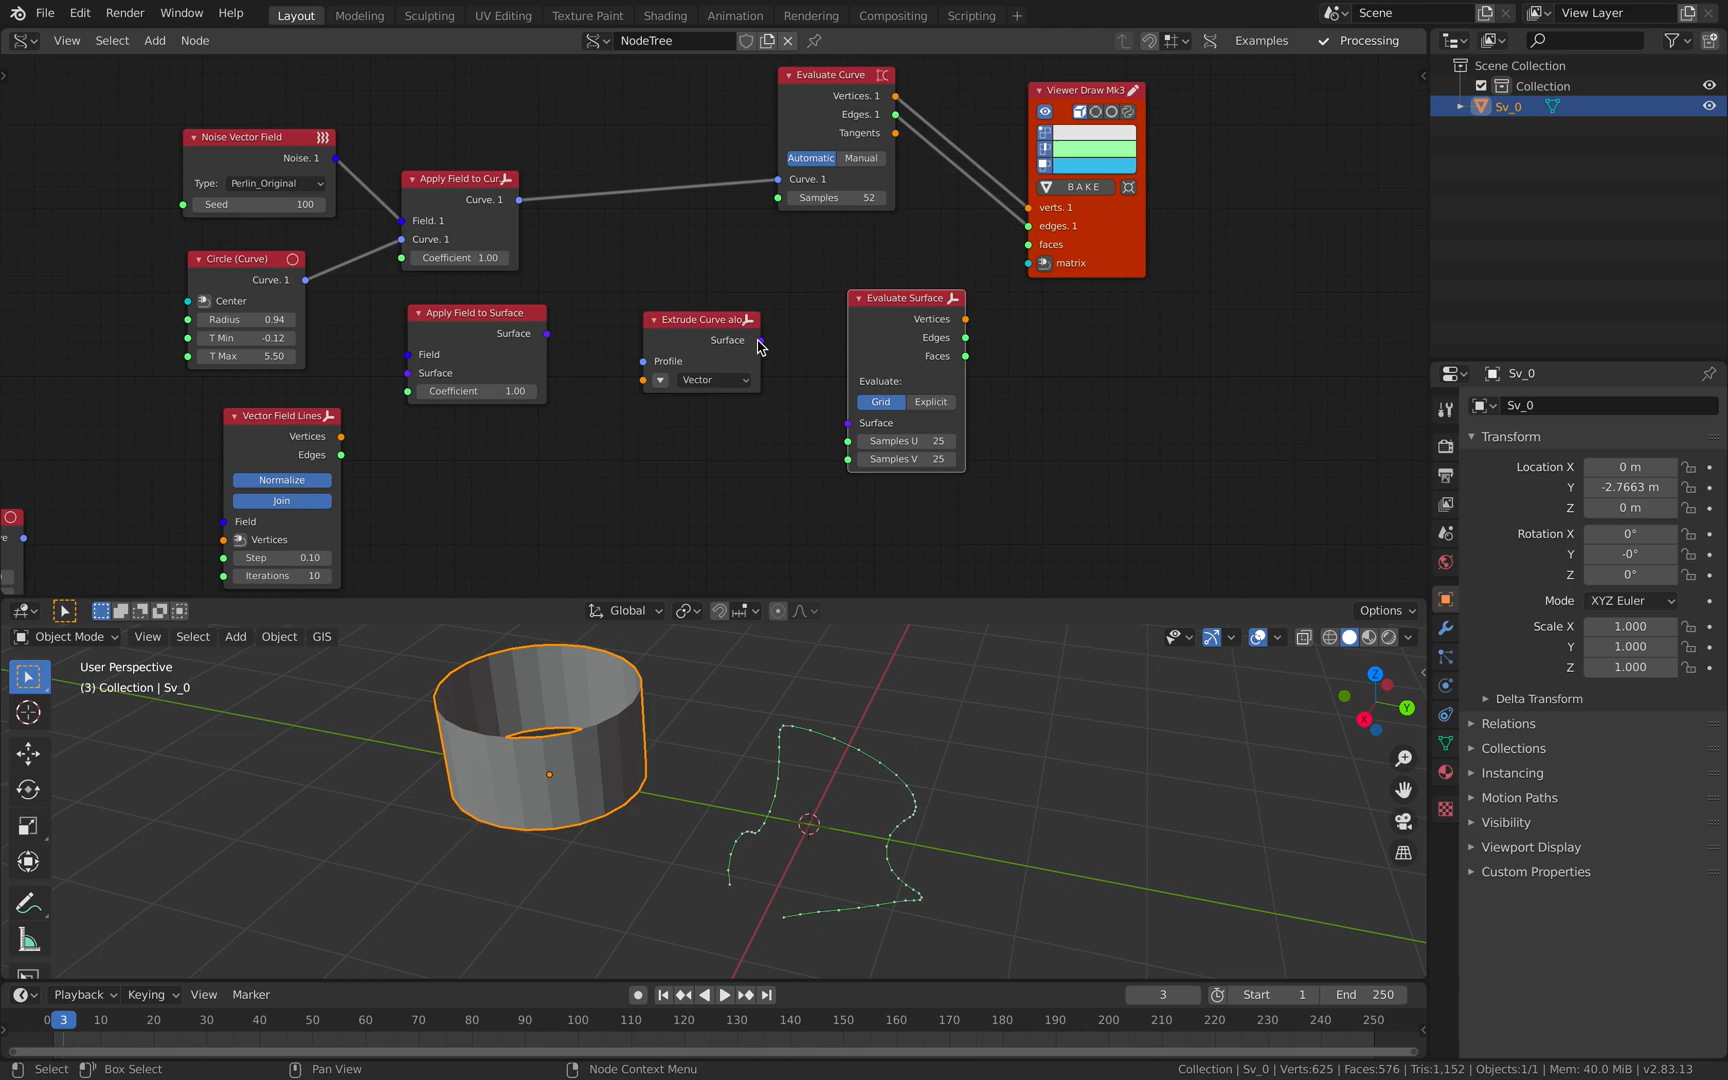 File Edit Render Window Help Layout Modeling Sculpting UV Editing Texture Paint Shading Animation Rendering Compositing Scripting + Scene View Layer
View Select Add Node NodeTree Examples Processing
Scene Collection
Collection
Sv_0
Evaluate Curve
Vertices. 1
Edges. 1
Tangents
Automatic Manual
Curve. 1
Samples 52
Viewer Draw Mk3
BAKE
verts. 1
edges. 1
faces
matrix
Noise Vector Field
Noise. 1
Type: Perlin_Original
Seed 100
Apply Field to Cur
Curve. 1
Field. 1
Curve. 1
Coefficient 1.00
Circle (Curve)
Curve. 1
Center
Radius 0.94
T Min -0.12
T Max 5.50
Apply Field to Surface
Surface
Field
Surface
Coefficient 1.00
Extrude Curve alo
Surface
Profile
Vector
Evaluate Surface
Vertices
Edges
Faces
Evaluate:
Grid Explicit
Surface
Samples U 25
Samples V 25
Vector Field Lines
Vertices
Edges
Normalize
Join
Field
Vertices
Step 0.10
Iterations 10
Sv_0
Sv_0
Transform
Location X 0 m
Y -2.7663 m
Z 0 m
Rotation X 0°
Y -0°
Z 0°
Mode XYZ Euler
Scale X 1.000
Y 1.000
Z 1.000
Delta Transform
Relations
Collections
Instancing
Motion Paths
Visibility
Viewport Display
Custom Properties
Global Options
Object Mode View Select Add Object GIS
User Perspective
(3) Collection | Sv_0
Z
Y
X
Playback Keying View Marker 3 Start 1 End 250
0 3 10 20 30 40 50 60 70 80 90 100 110 120 130 140 150 160 170 180 190 200 210 220 230 240 250
Select Box Select Pan View Node Context Menu Collection | Sv_0 | Verts:625 | Faces:576 | Tris:1,152 | Objects:1/1 | Mem: 40.0 MiB | v2.83.13